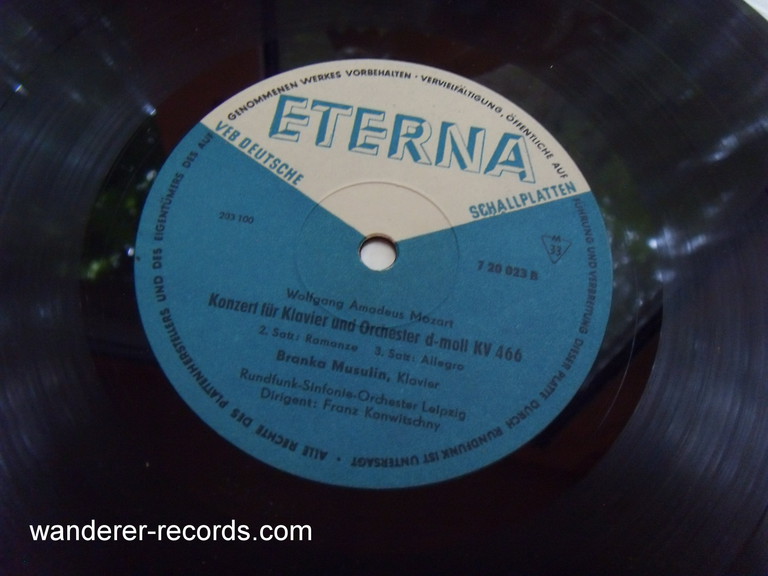 GENOMMENEN WERKES VORBEHALTEN · VERVIELFÄLTIGUNG, ÖFFENTLICHE AUF
ETERNA
VEB DEUTSCHE SCHALLPLATTEN
203 100
M 33
7 20 023 B
Wolfgang Amadeus Mozart
Konzert für Klavier und Orchester d-moll KV 466
2. Satz: Romanze 3. Satz: Allegro
Branka Musulin, Klavier
Rundfunk-Sinfonie-Orchester Leipzig
Dirigent: Franz Konwitschny
FÜHRUNG UND VERBREITUNG DIESER PLATTE DURCH RUNDFUNK IST UNTERSAGT ·
ALLE RECHTE DES PLATTENHERSTELLERS UND DES EIGENTÜMERS DES AUF
wanderer-records.com